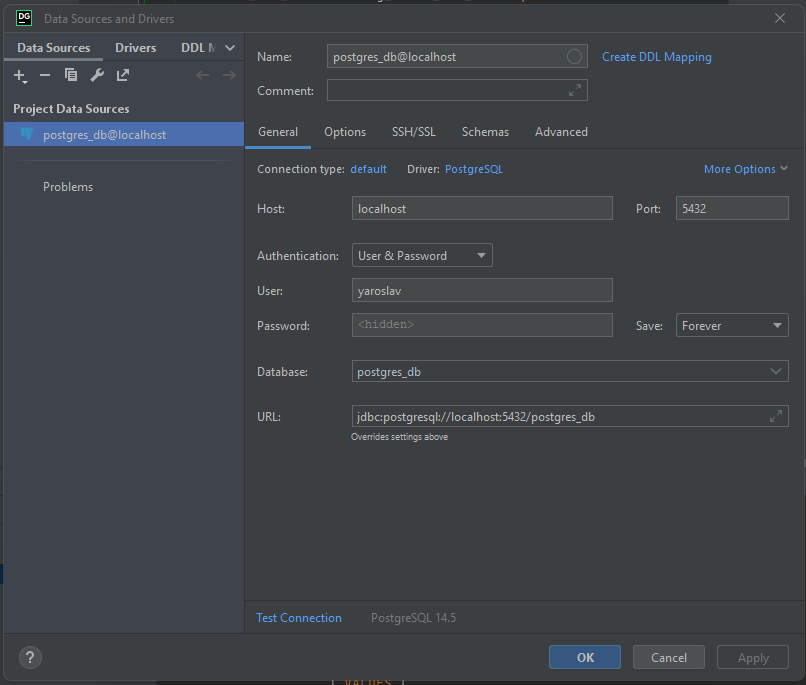 DG Data Sources and Drivers
Data Sources Drivers DDL M
Project Data Sources
postgres_db@localhost
Problems
Name: postgres_db@localhost Create DDL Mapping
Comment:
General Options SSH/SSL Schemas Advanced
Connection type: default Driver: PostgreSQL More Options
Host: localhost Port: 5432
Authentication: User & Password
User: yaroslav
Password: <hidden> Save: Forever
Database: postgres_db
URL: jdbc:postgresql://localhost:5432/postgres_db
Overrides settings above
Test Connection PostgreSQL 14.5
? OK Cancel Apply
VALUES